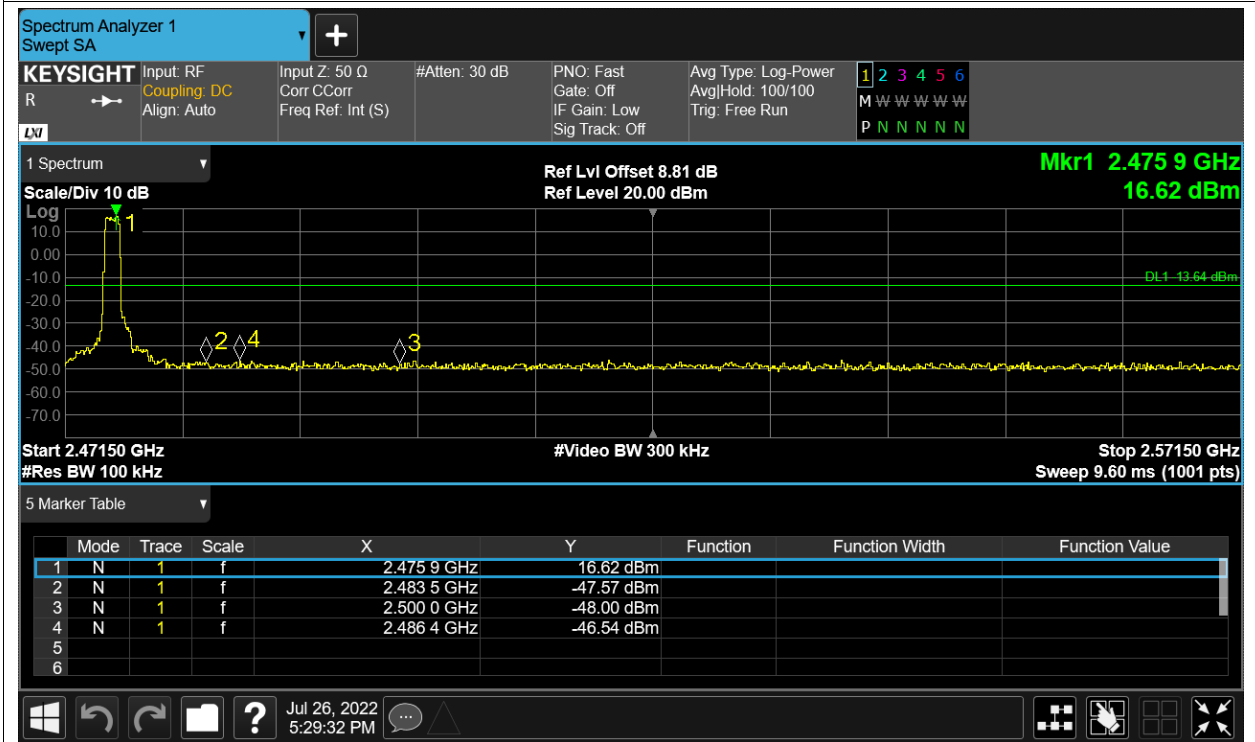 Spectrum Analyzer 1
Swept SA
KEYSIGHT Input: RF Input Z: 50 Ω #Atten: 30 dB PNO: Fast Avg Type: Log-Power 1 2 3 4 5 6
R Coupling: DC Corr CCorr Gate: Off Avg|Hold: 100/100 M W W W W W
Align: Auto Freq Ref: Int (S) IF Gain: Low Trig: Free Run
LXI Sig Track: Off P N N N N N
1 Spectrum Ref Lvl Offset 8.81 dB Mkr1 2.475 9 GHz
Scale/Div 10 dB Ref Level 20.00 dBm 16.62 dBm
Log
1
10.0
0.00
-10.0
DL1 -13.64 dBm
-20.0
-30.0
2 4 3
-40.0
-50.0
-60.0
-70.0
Start 2.47150 GHz #Video BW 300 kHz Stop 2.57150 GHz
#Res BW 100 kHz Sweep 9.60 ms (1001 pts)
5 Marker Table
Mode Trace Scale X Y Function Function Width Function Value
1 N 1 f 2.475 9 GHz 16.62 dBm
2 N 1 f 2.483 5 GHz -47.57 dBm
3 N 1 f 2.500 0 GHz -48.00 dBm
4 N 1 f 2.486 4 GHz -46.54 dBm
5
6
? Jul 26, 2022
5:29:32 PM